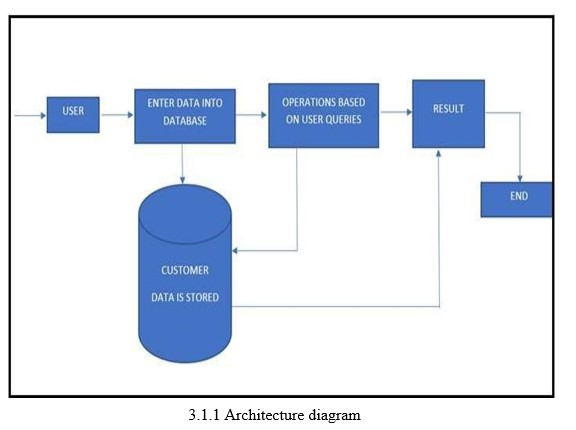 USER
ENTER DATA INTO
DATABASE
OPERATIONS BASED
ON USER QUERIES
RESULT
END
CUSTOMER
DATA IS STORED
3.1.1 Architecture diagram